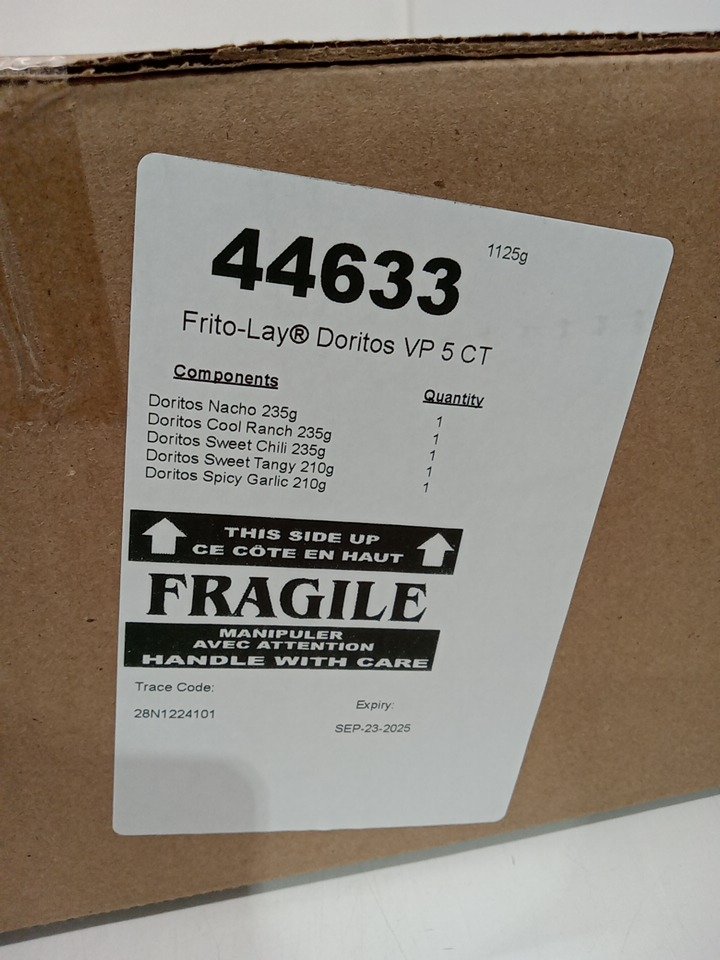 44633
1125g
Frito-Lay® Doritos VP 5 CT
Components Quantity
Doritos Nacho 235g 1
Doritos Cool Ranch 235g 1
Doritos Sweet Chili 235g 1
Doritos Sweet Tangy 210g 1
Doritos Spicy Garlic 210g 1
THIS SIDE UP
CE CÔTE EN HAUT
FRAGILE
MANIPULER
AVEC ATTENTION
HANDLE WITH CARE
Trace Code:
28N1224101
Expiry:
SEP-23-2025